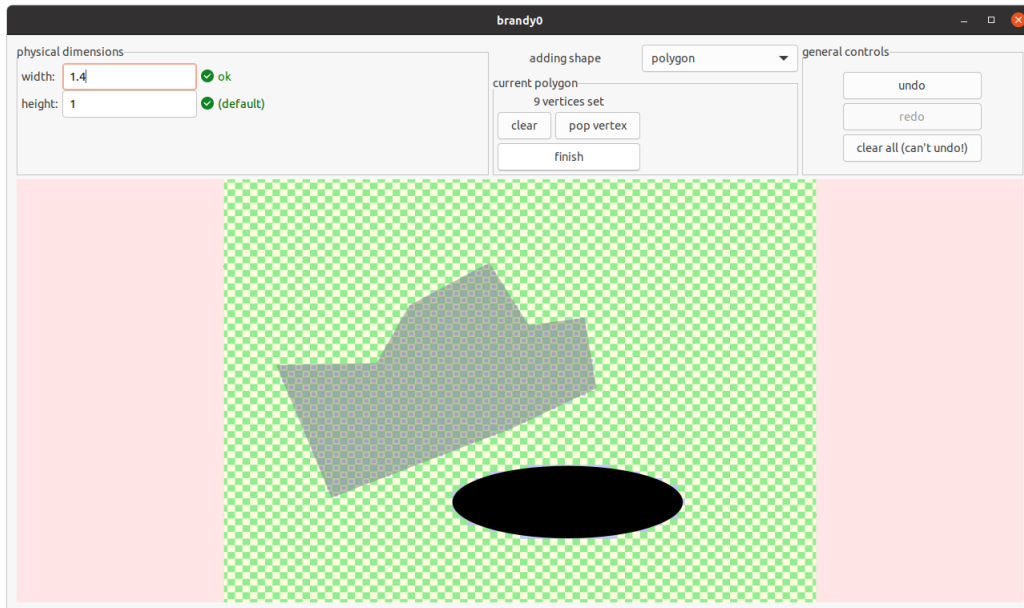 brandy0
physical dimensions
width: 1.4 ok
height: 1 (default)
adding shape polygon
current polygon
9 vertices set
clear pop vertex
finish
general controls
undo
redo
clear all (can't undo!)